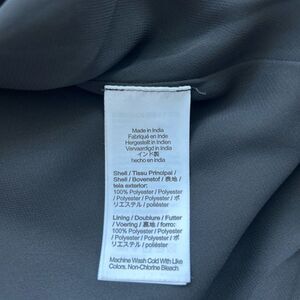 Made in India
Fabriqué en Inde
Hergestellt in Indien
Vervaardigd in India
インド製
hecho en India
Shell / Tissu Principal /
Shell / Bovenstof / 表地 /
tela exterior:
100% Polyester / Polyester
/ Polyester / Polyester / ポ
リエステル / poliéster
Lining / Doublure / Futter
/ Voering / 裏地 / forro:
100% Polyester / Polyester
/ Polyester / Polyester / ポ
リエステル / poliéster
Machine Wash Cold With Like
Colors, Non-Chlorine Bleach